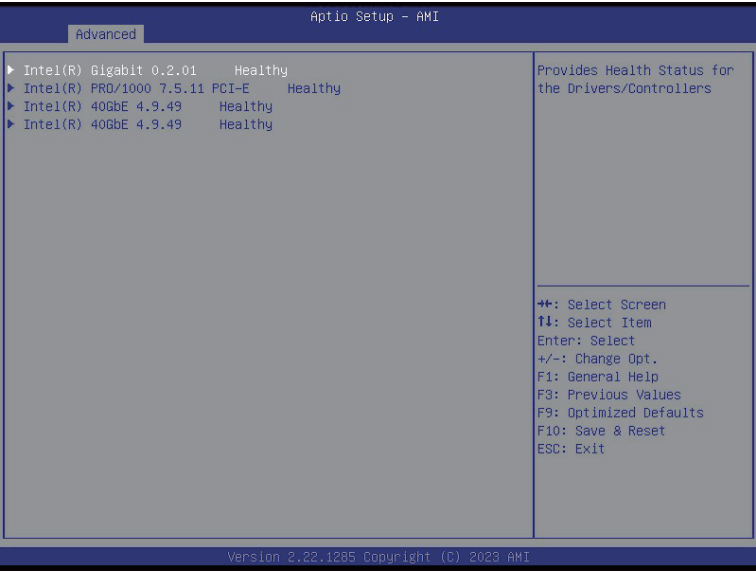 Aptio Setup – AMI
Advanced
▶ Intel(R) Gigabit 0.2.01 Healthy
▶ Intel(R) PRO/1000 7.5.11 PCI-E Healthy
▶ Intel(R) 40GbE 4.9.49 Healthy
▶ Intel(R) 40GbE 4.9.49 Healthy
Provides Health Status for
the Drivers/Controllers
→←: Select Screen
↑↓: Select Item
Enter: Select
+/-: Change Opt.
F1: General Help
F3: Previous Values
F9: Optimized Defaults
F10: Save & Reset
ESC: Exit
Version 2.22.1285 Copyright (C) 2023 AMI